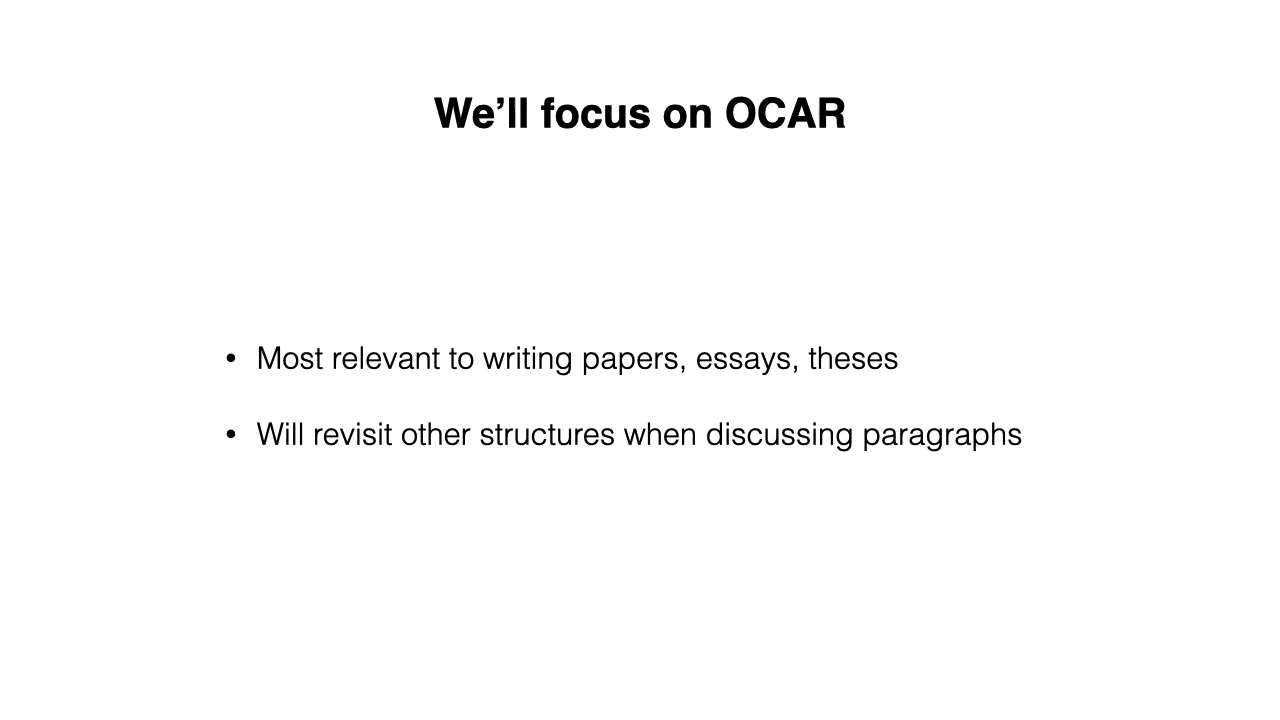 We’ll focus on OCAR
• Most relevant to writing papers, essays, theses
• Will revisit other structures when discussing paragraphs